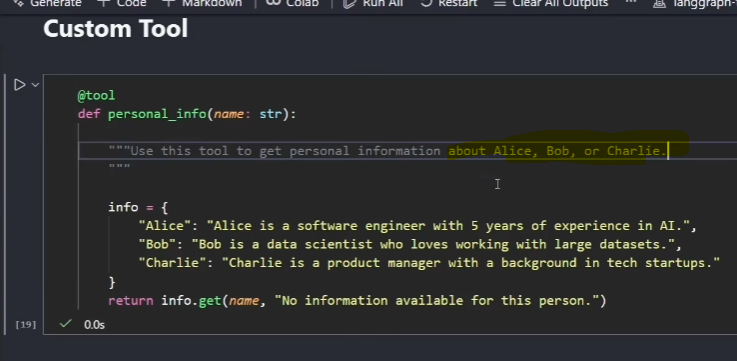 Generate + Code + Markdown | Colab | Run All Restart Clear All Outputs ... langgraph-
Custom Tool
@tool
def personal_info(name: str):
"""Use this tool to get personal information about Alice, Bob, or Charlie.
"""
info = {
"Alice": "Alice is a software engineer with 5 years of experience in AI.",
"Bob": "Bob is a data scientist who loves working with large datasets.",
"Charlie": "Charlie is a product manager with a background in tech startups."
}
return info.get(name, "No information available for this person.")
[19] ✓ 0.0s